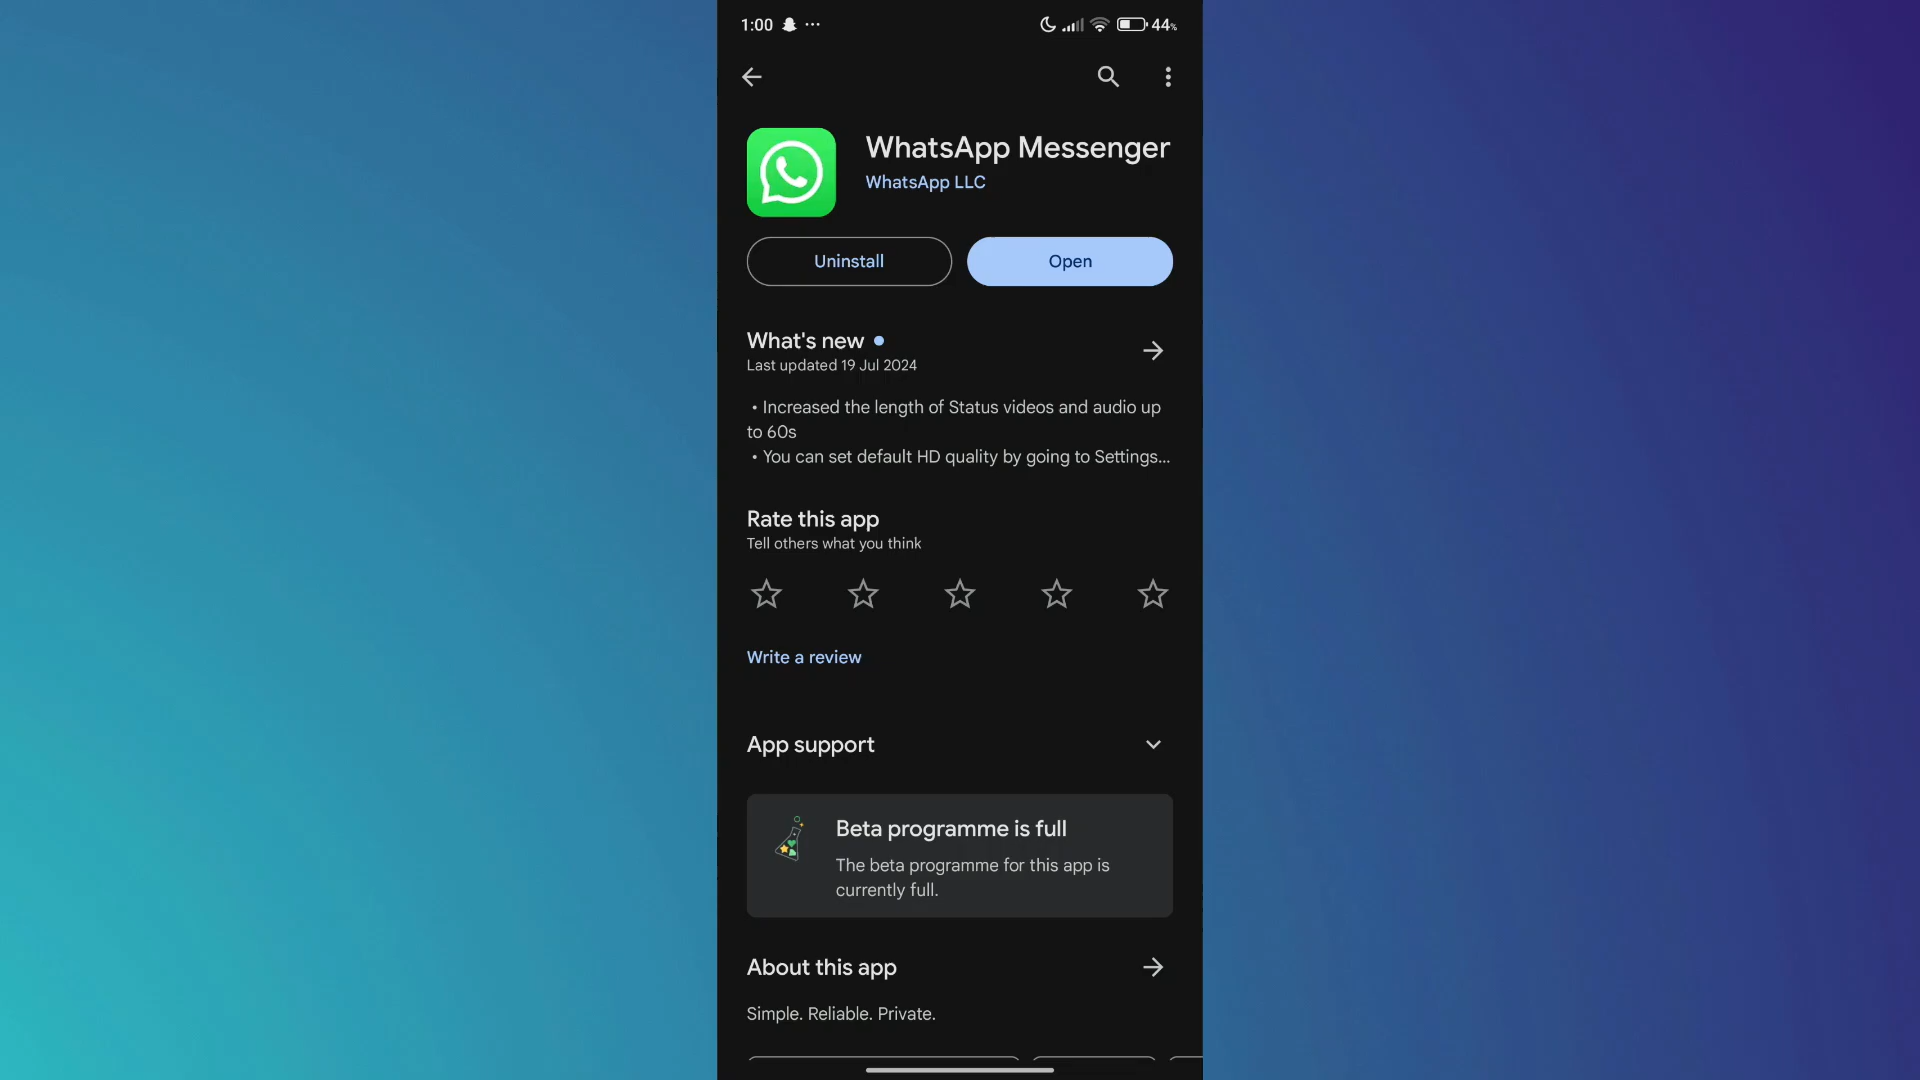 1:00 ... 44%
WhatsApp Messenger
WhatsApp LLC
Uninstall
Open
What's new
Last updated 19 Jul 2024
• Increased the length of Status videos and audio up
to 60s
• You can set default HD quality by going to Settings...
Rate this app
Tell others what you think
Write a review
App support
Beta programme is full
The beta programme for this app is
currently full.
About this app
Simple. Reliable. Private.